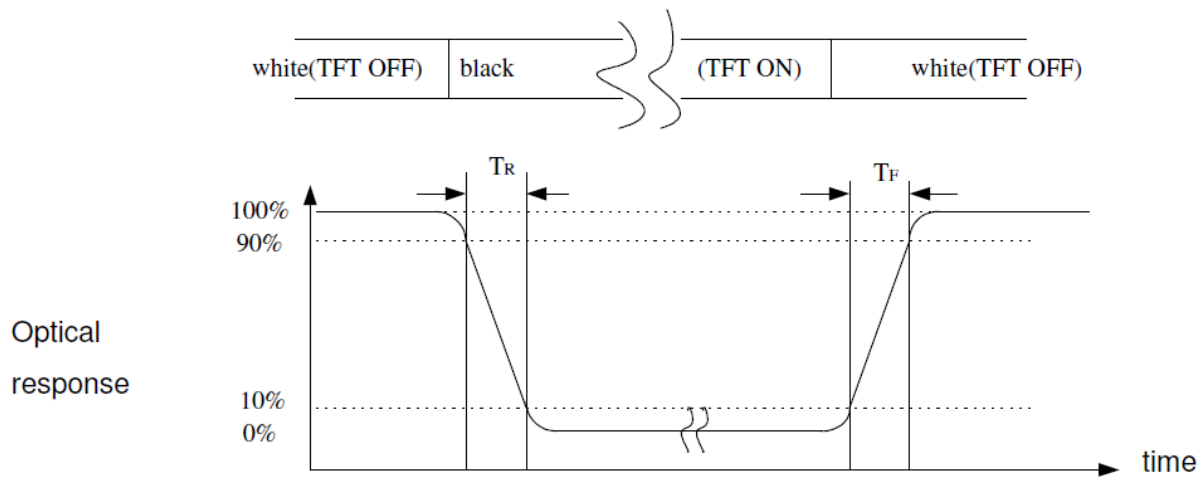 white(TFT OFF) black (TFT ON) white(TFT OFF)
TR TF
100%
90%
Optical
response
10%
0%
time